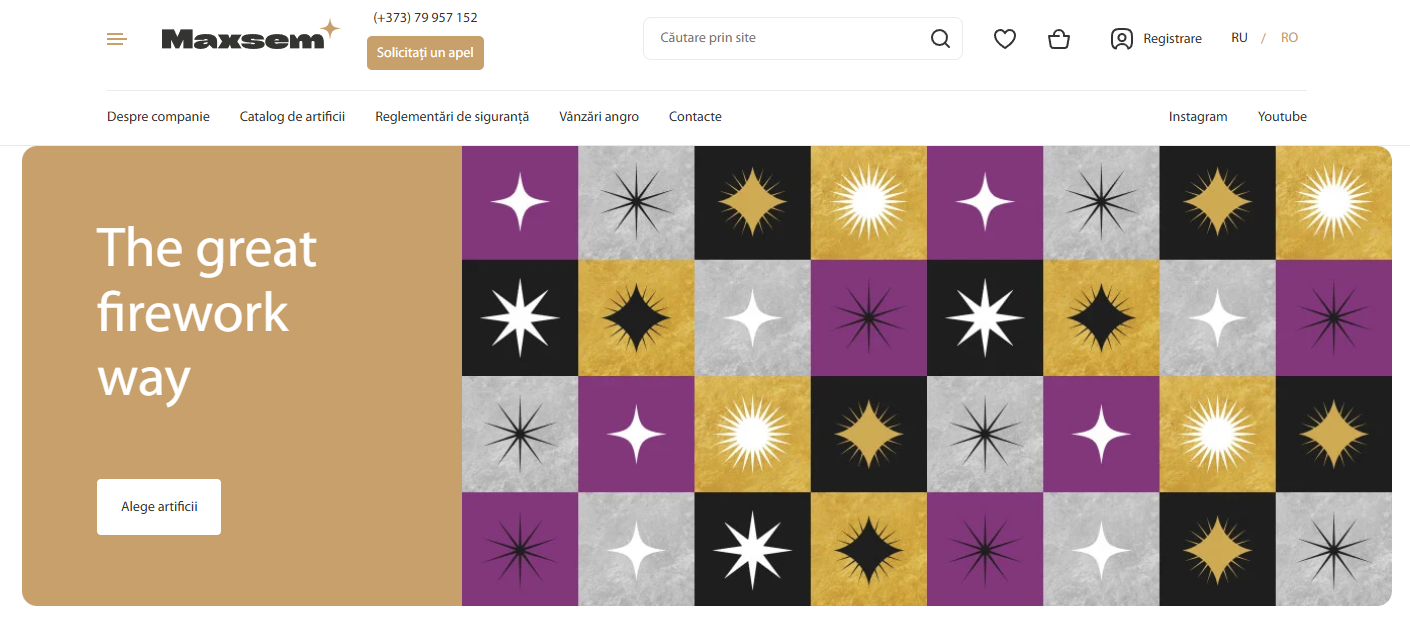 (+373) 79 957 152
Maxsem
Solicitați un apel
Căutare prin site
Registrare
RU / RO
Despre companie
Catalog de artificii
Reglementări de siguranță
Vânzări angro
Contacte
Instagram
Youtube
The great
firework
way
Alege artificii